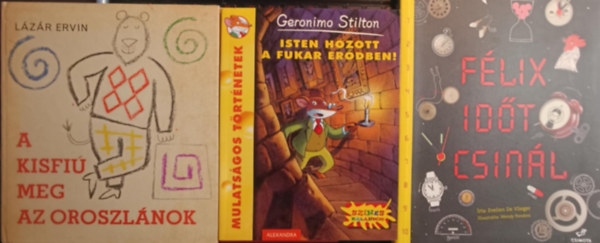 LÁZÁR ERVIN
A
KISFIÚ
MEG
AZ OROSZLÁNOK
MULATSÁGOS TÖRTÉNETEK
Geronimo Stilton
ISTEN HOZOTT
A FUKAR ERŐDBEN!
ALEXANDRA
FÉLIX
IDŐT
CSINÁL